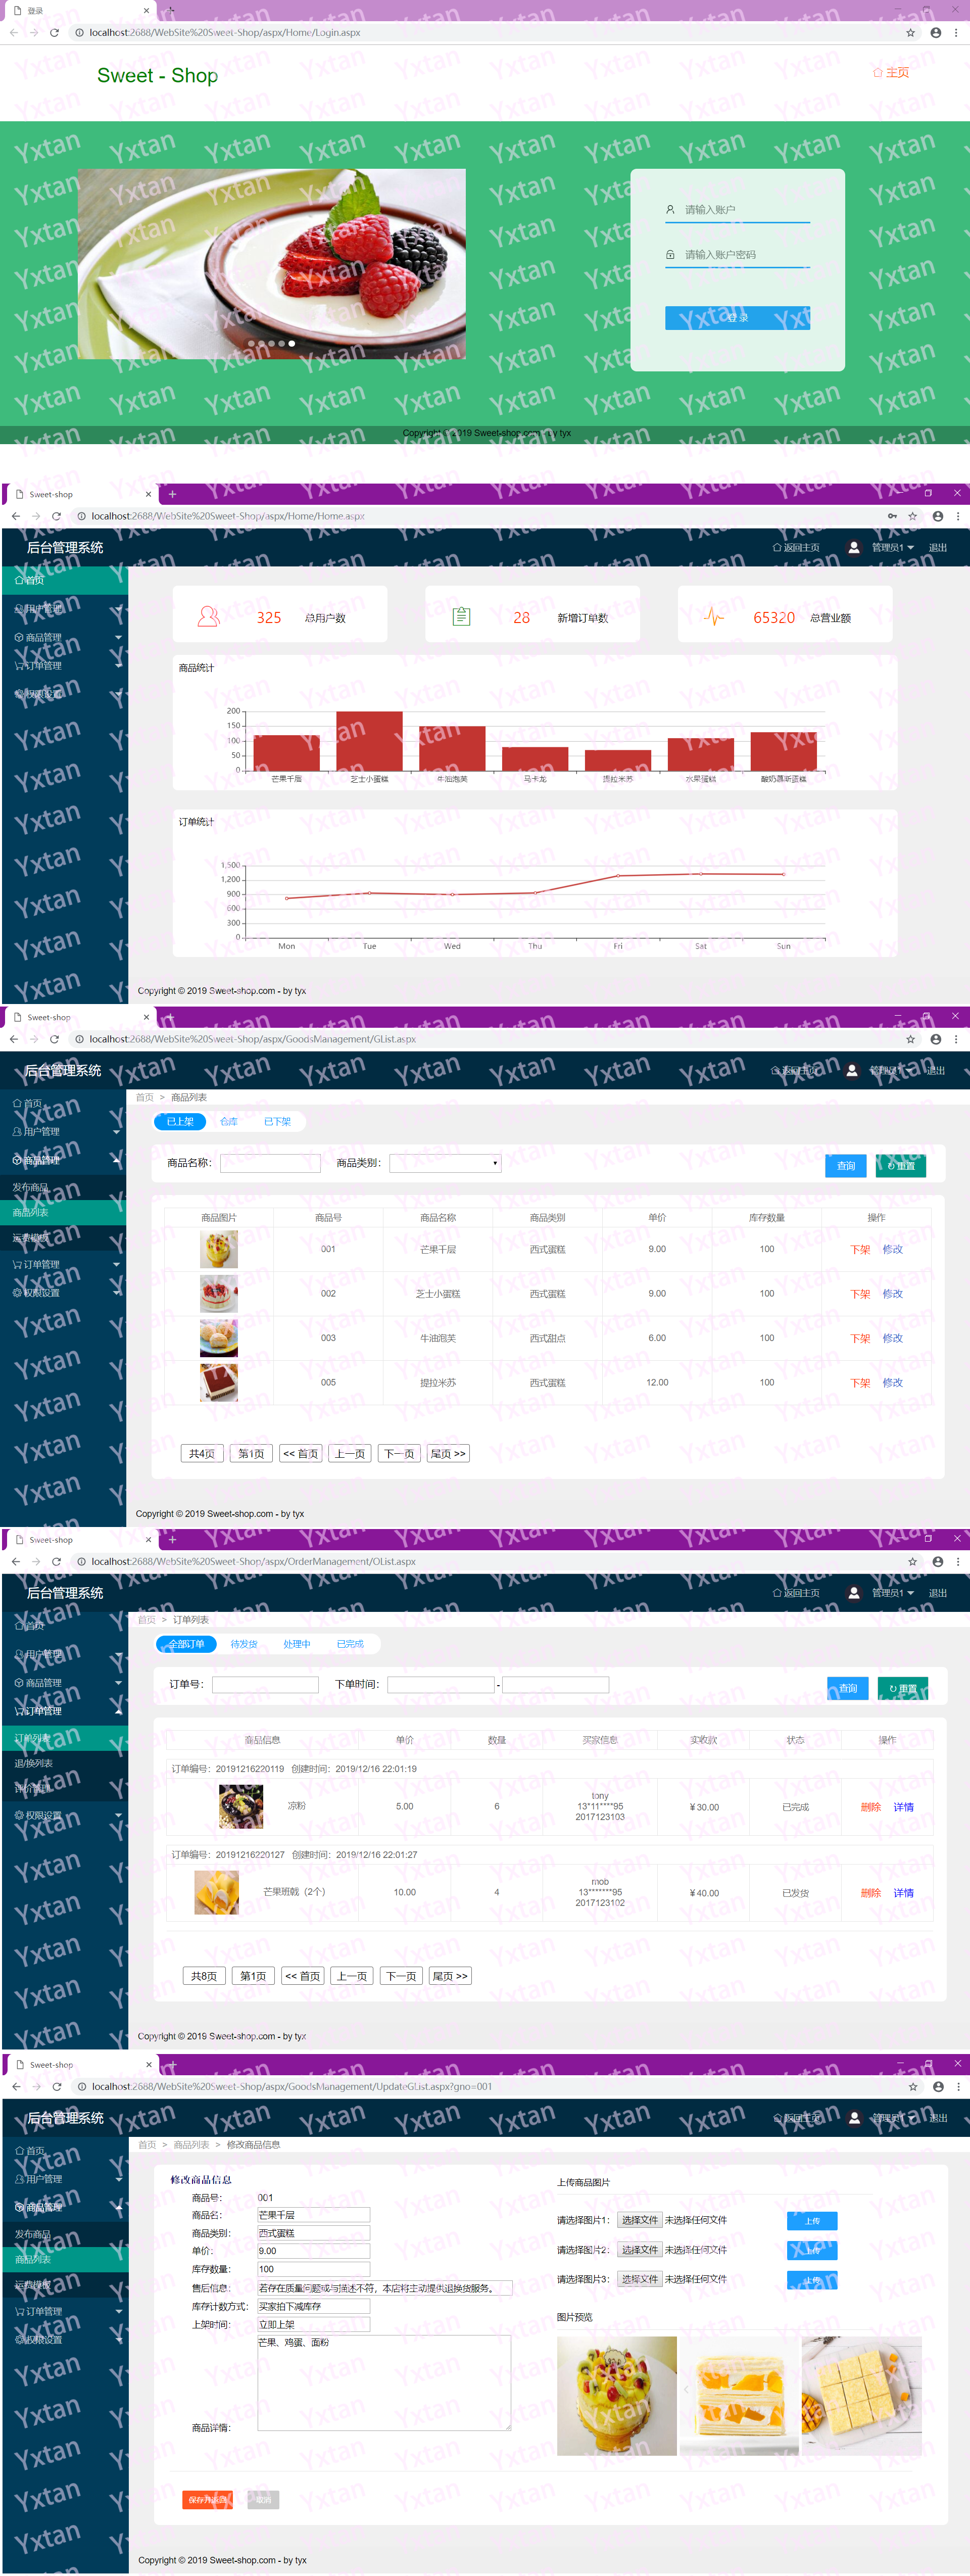 登录
localhost:2688/WebSite%20Sweet-Shop/aspx/Home/Login.aspx
Sweet - Shop
主页
请输入账户
请输入账户密码
登录
Copyright © 2019 Sweet-shop.com - by tyx
Sweet-shop
localhost:2688/WebSite%20Sweet-Shop/aspx/Home/Home.aspx
后台管理系统
返回主页 管理员1 退出
首页
用户管理
商品管理
订单管理
权限设置
325 总用户数
28 新增订单数
65320 总营业额
商品统计
200
150
100
50
0
芒果千层 芝士小蛋糕 牛油泡芙 马卡龙 提拉米苏 水果蛋糕 酸奶慕斯蛋糕
订单统计
1,500
1,200
900
600
300
0
Mon Tue Wed Thu Fri Sat Sun
Copyright © 2019 Sweet-shop.com - by tyx
Sweet-shop
localhost:2688/WebSite%20Sweet-Shop/aspx/GoodsManagement/GList.aspx
后台管理系统
返回主页 管理员1 退出
首页
用户管理
商品管理
发布商品
商品列表
运费模板
订单管理
权限设置
首页 > 商品列表
已上架 仓库 已下架
商品名称： 商品类别： 查询 重置
商品图片 商品号 商品名称 商品类别 单价 库存数量 操作
001 芒果千层 西式蛋糕 9.00 100 下架 修改
002 芝士小蛋糕 西式蛋糕 9.00 100 下架 修改
003 牛油泡芙 西式甜点 6.00 100 下架 修改
005 提拉米苏 西式蛋糕 12.00 100 下架 修改
共4页 第1页 << 首页 上一页 下一页 尾页 >>
Copyright © 2019 Sweet-shop.com - by tyx
Sweet-shop
localhost:2688/WebSite%20Sweet-Shop/aspx/OrderManagement/OList.aspx
后台管理系统
返回主页 管理员1 退出
首页
用户管理
商品管理
订单管理
订单列表
退/换列表
评价管理
权限设置
首页 > 订单列表
全部订单 待发货 处理中 已完成
订单号： 下单时间： - 查询 重置
商品信息 单价 数量 买家信息 实收款 状态 操作
订单编号：20191216220119 创建时间：2019/12/16 22:01:19
凉粉 5.00 6 tony 13*11****95 2017123103 ￥30.00 已完成 删除 详情
订单编号：20191216220127 创建时间：2019/12/16 22:01:27
芒果班戟（2个） 10.00 4 mob 13*******95 2017123102 ￥40.00 已发货 删除 详情
共8页 第1页 << 首页 上一页 下一页 尾页 >>
Copyright © 2019 Sweet-shop.com - by tyx
Sweet-shop
localhost:2688/WebSite%20Sweet-Shop/aspx/GoodsManagement/UpdateGList.aspx?gno=001
后台管理系统
返回主页 管理员1 退出
首页
用户管理
商品管理
发布商品
商品列表
运费模板
订单管理
权限设置
首页 > 商品列表 > 修改商品信息
修改商品信息
商品号： 001
商品名： 芒果千层
商品类别： 西式蛋糕
单价： 9.00
库存数量： 100
售后信息： 若存在质量问题或与描述不符，本店将主动提供退换货服务。
库存计数方式： 买家拍下减库存
上架时间： 立即上架
芒果、鸡蛋、面粉
商品详情：
上传商品图片
请选择图片1： 选择文件 未选择任何文件 上传
请选择图片2： 选择文件 未选择任何文件 上传
请选择图片3： 选择文件 未选择任何文件 上传
图片预览
保存并返回 取消
Copyright © 2019 Sweet-shop.com - by tyx
Yxtan